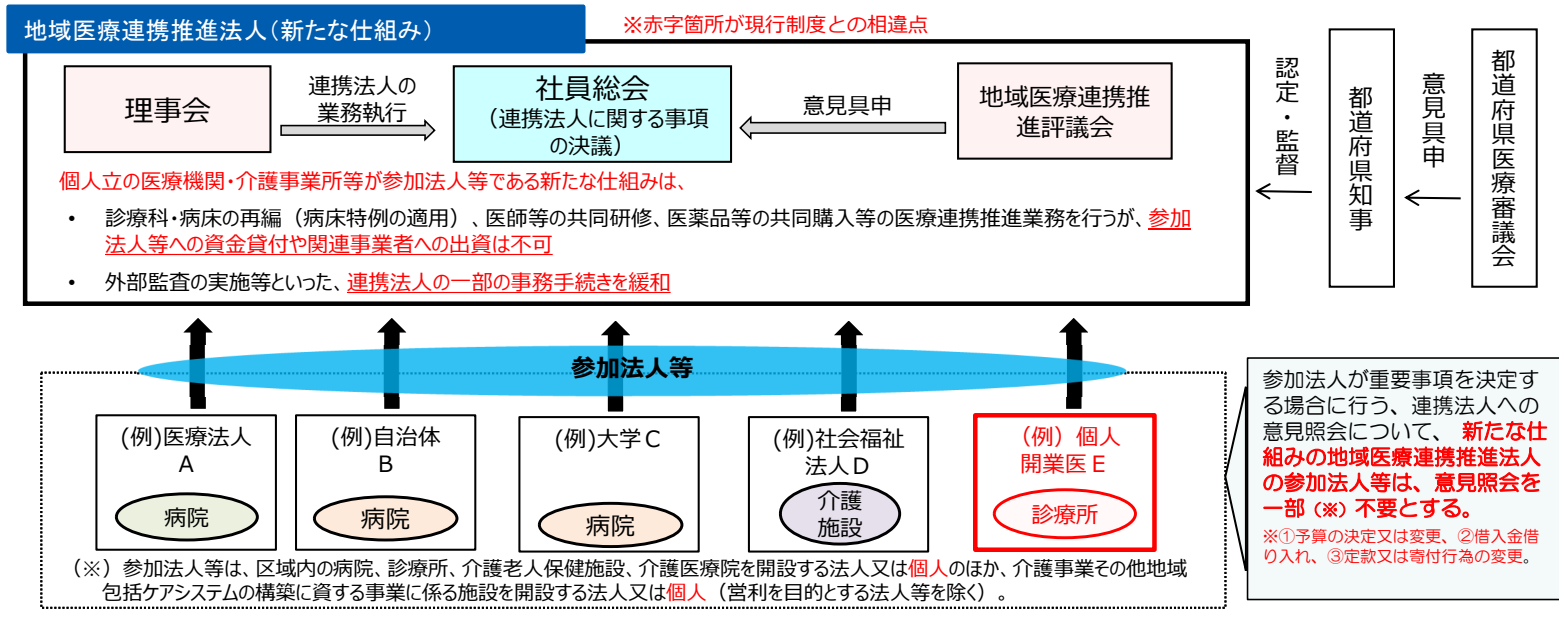 地域医療連携推進法人(新たな仕組み)
※赤字箇所が現行制度との相違点
理事会
連携法人の
業務執行
社員総会
(連携法人に関する事項
の決議)
意見具申
地域医療連携推
進評議会
認定・監督
都道府県知事
意見具申
都道府県医療審議会
個人立の医療機関・介護事業所等が参加法人等である新たな仕組みは、
• 診療科・病床の再編(病床特例の適用)、医師等の共同研修、医薬品等の共同購入等の医療連携推進業務を行うが、参加
法人等への資金貸付や関連事業者への出資は不可
• 外部監査の実施等といった、連携法人の一部の事務手続きを緩和
参加法人等
(例)医療法人
A
病院
(例)自治体
B
病院
(例)大学C
病院
(例)社会福祉
法人D
介護
施設
(例)個人
開業医E
診療所
(※)参加法人等は、区域内の病院、診療所、介護老人保健施設、介護医療院を開設する法人又は個人のほか、介護事業その他地域
包括ケアシステムの構築に資する事業に係る施設を開設する法人又は個人(営利を目的とする法人等を除く)。
参加法人が重要事項を決定す
る場合に行う、連携法人への
意見照会について、新たな仕
組みの地域医療連携推進法人
の参加法人等は、意見照会を
一部(※)不要とする。
※①予算の決定又は変更、②借入金借
り入れ、③定款又は寄付行為の変更。